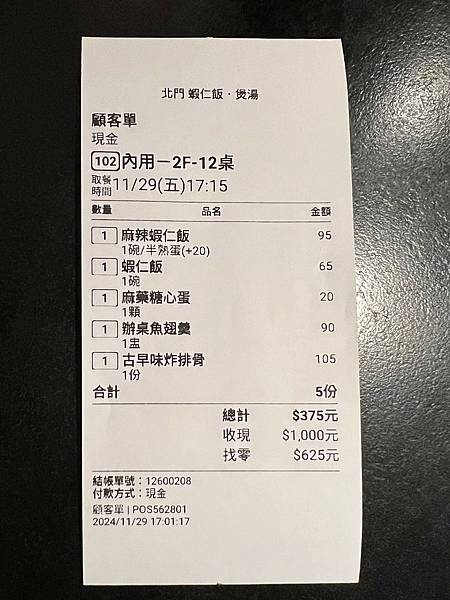 北門 蝦仁飯・煲湯
顧客單
現金
102 內用－2F-12桌
取餐時間 11/29(五)17:15
數量 品名 金額
1 麻辣蝦仁飯 95
1碗/半熟蛋(+20)
1 蝦仁飯 65
1碗
1 麻藥糖心蛋 20
1顆
1 辦桌魚翅羹 90
1盅
1 古早味炸排骨 105
1份
合計 5份
總計 $375元
收現 $1,000元
找零 $625元
結帳單號：12600208
付款方式：現金
顧客單 | POS562801
2024/11/29 17:01:17